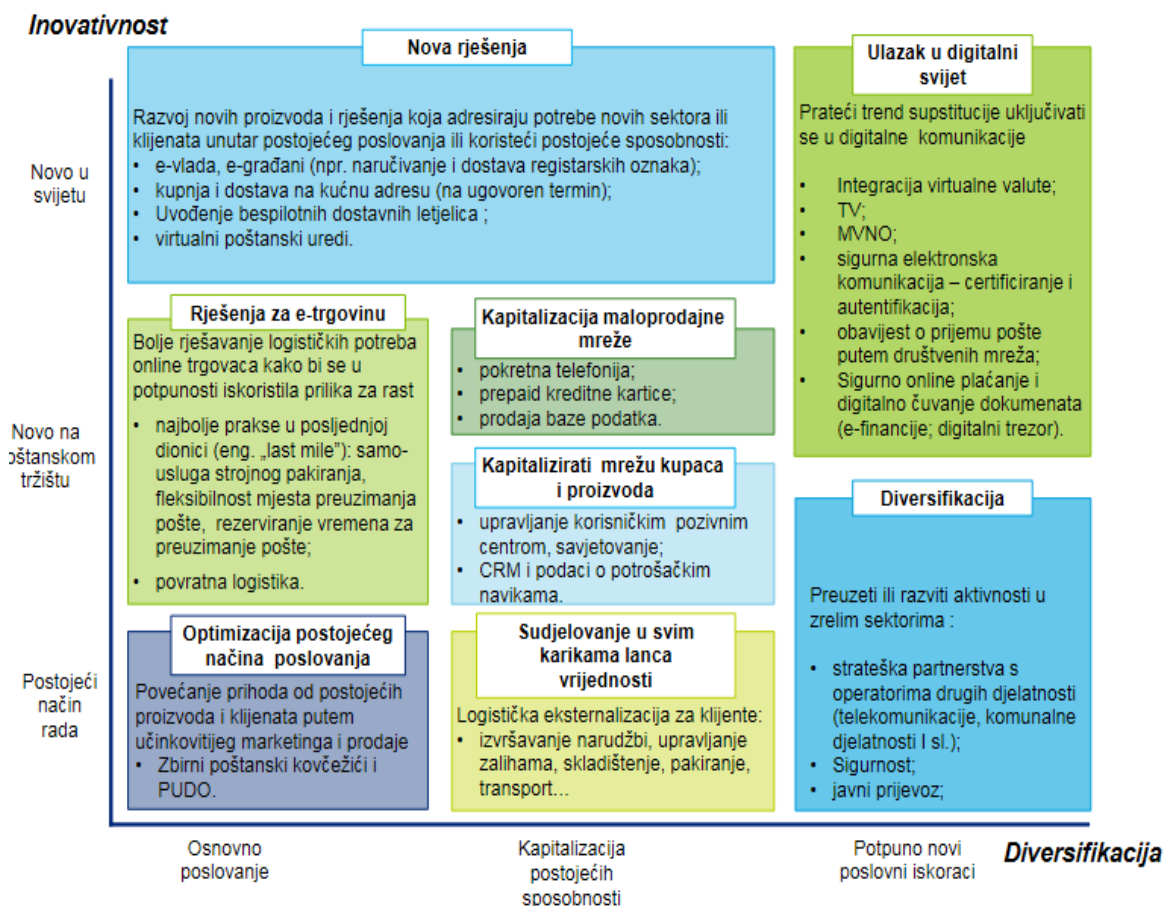 Inovativnost
Nova rješenja
Razvoj novih proizvoda i rješenja koja adresiraju potrebe novih sektora ili
klijenata unutar postojećeg poslovanja ili koristeći postojeće sposobnosti:
• e-vlada, e-građani (npr. naručivanje i dostava registarskih oznaka);
• kupnja i dostava na kućnu adresu (na ugovoren termin);
• Uvođenje bespilotnih dostavnih letjelica ;
• virtualni poštanski uredi.
Ulazak u digitalni
svijet
Prateći trend supstitucije uključivati
se u digitalne komunikacije
• Integracija virtualne valute;
• TV;
• MVNO;
• sigurna elektronska
komunikacija – certificiranje i
autentifikacija;
• obavijest o prijemu pošte
putem društvenih mreža;
• Sigurno online plaćanje i
digitalno čuvanje dokumenata
(e-financije; digitalni trezor).
Novo u
svijetu
Rješenja za e-trgovinu
Bolje rješavanje logističkih potreba
online trgovaca kako bi se u
potpunosti iskoristila prilika za rast
• najbolje prakse u posljednjoj
dionici (eng. „last mile”): samo-
usluga strojnog pakiranja,
fleksibilnost mjesta preuzimanja
pošte, rezerviranje vremena za
preuzimanje pošte;
• povratna logistika.
Kapitalizacija maloprodajne
mreže
• pokretna telefonija;
• prepaid kreditne kartice;
• prodaja baze podatka.
Novo na
oštanskom
tržištu
Kapitalizirati mrežu kupaca
i proizvoda
• upravljanje korisničkim pozivnim
centrom, savjetovanje;
• CRM i podaci o potrošačkim
navikama.
Diversifikacija
Preuzeti ili razviti aktivnosti u
zrelim sektorima :
• strateška partnerstva s
operatorima drugih djelatnosti
(telekomunikacije, komunalne
djelatnosti I sl.);
• Sigurnost;
• javni prijevoz;
Postojeći
način
rada
Optimizacija postojećeg
načina poslovanja
Povećanje prihoda od postojećih
proizvoda i klijenata putem
učinkovitijeg marketinga i prodaje
• Zbirni poštanski kovčežići i
PUDO.
Sudjelovanje u svim
karikama lanca
vrijednosti
Logistička eksternalizacija za klijente:
• izvršavanje narudžbi, upravljanje
zalihama, skladištenje, pakiranje,
transport…
Osnovno
poslovanje
Kapitalizacija
postojećih
sposobnosti
Potpuno novi
poslovni iskoraci
Diversifikacija